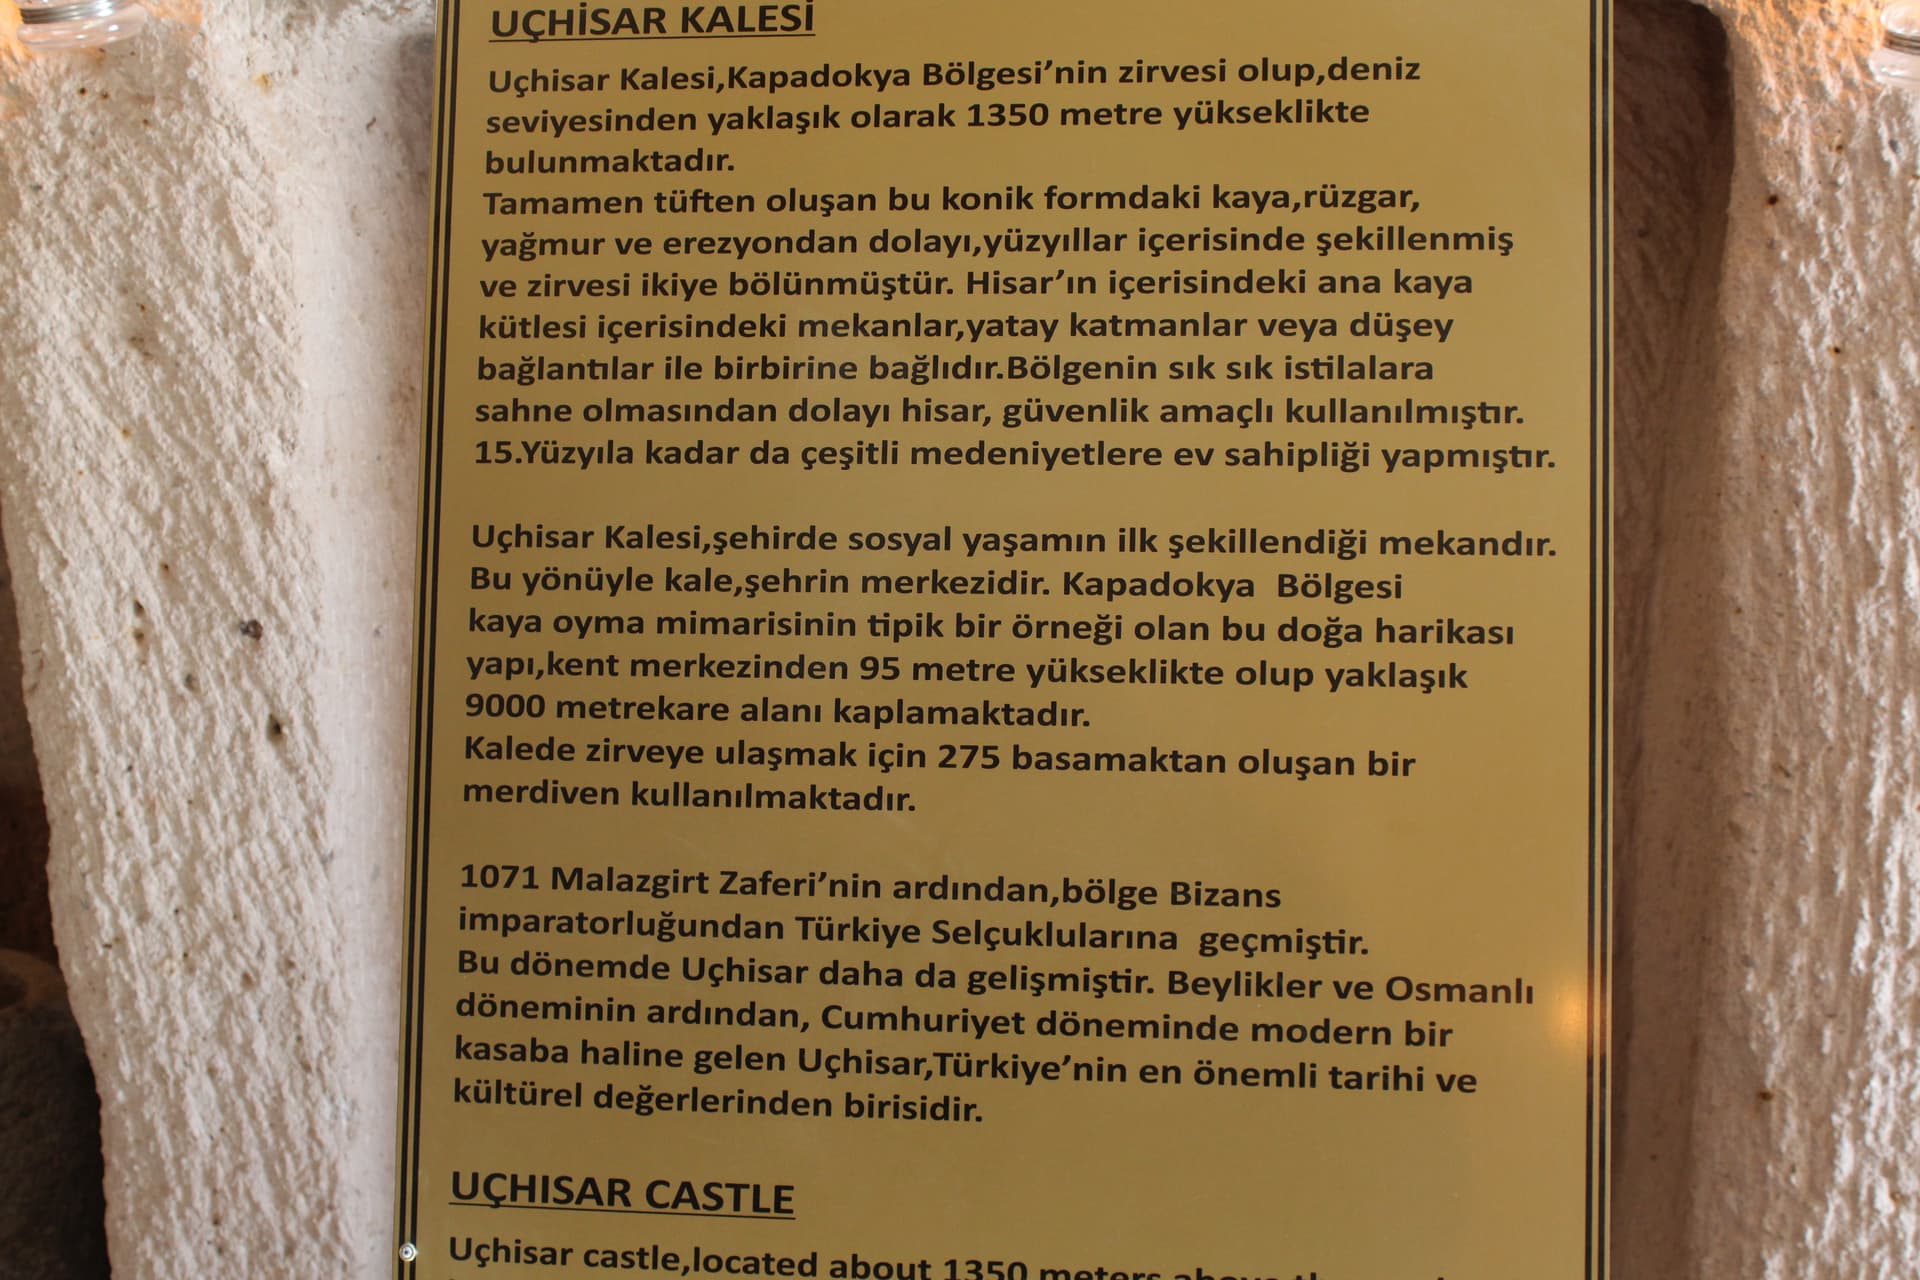 UÇHİSAR KALESİ
Uçhisar Kalesi,Kapadokya Bölgesi’nin zirvesi olup,deniz
seviyesinden yaklaşık olarak 1350 metre yükseklikte
bulunmaktadır.
Tamamen tüften oluşan bu konik formdaki kaya,rüzgar,
yağmur ve erezyondan dolayı,yüzyıllar içerisinde şekillenmiş
ve zirvesi ikiye bölünmüştür. Hisar’ın içerisindeki ana kaya
kütlesi içerisindeki mekanlar,yatay katmanlar veya düşey
bağlantılar ile birbirine bağlıdır.Bölgenin sık sık istilalara
sahne olmasından dolayı hisar, güvenlik amaçlı kullanılmıştır.
15.Yüzyıla kadar da çeşitli medeniyetlere ev sahipliği yapmıştır.
Uçhisar Kalesi,şehirde sosyal yaşamın ilk şekillendiği mekandır.
Bu yönüyle kale,şehrin merkezidir. Kapadokya Bölgesi
kaya oyma mimarisinin tipik bir örneği olan bu doğa harikası
yapı,kent merkezinden 95 metre yükseklikte olup yaklaşık
9000 metrekare alanı kaplamaktadır.
Kalede zirveye ulaşmak için 275 basamaktan oluşan bir
merdiven kullanılmaktadır.
1071 Malazgirt Zaferi’nin ardından,bölge Bizans
imparatorluğundan Türkiye Selçuklularına geçmiştir.
Bu dönemde Uçhisar daha da gelişmiştir. Beylikler ve Osmanlı
döneminin ardından, Cumhuriyet döneminde modern bir
kasaba haline gelen Uçhisar,Türkiye’nin en önemli tarihi ve
kültürel değerlerinden birisidir.
UÇHISAR CASTLE
Uçhisar castle,located about 1350 meters